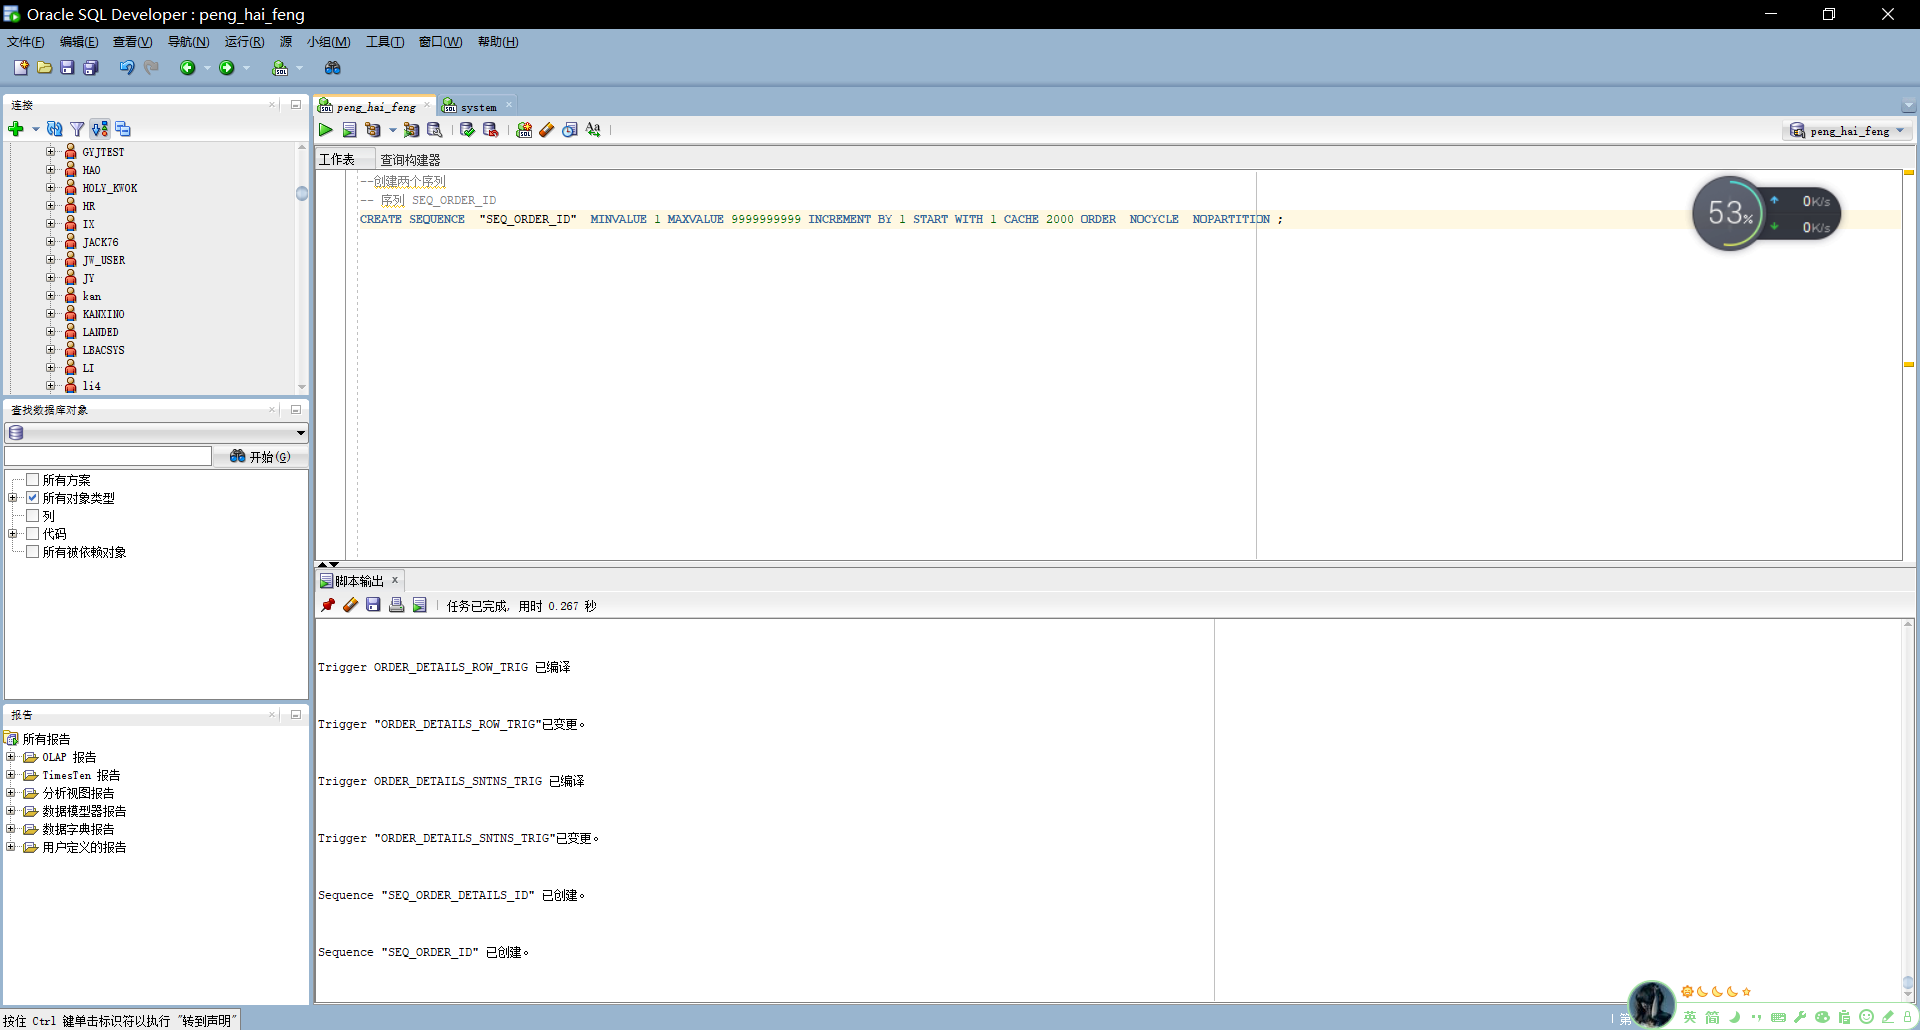 Oracle SQL Developer : peng_hai_feng
文件(F) 编辑(E) 查看(V) 导航(N) 运行(R) 源 小组(M) 工具(T) 窗口(W) 帮助(H)
连接
GYJTEST
HAO
HOLY_KWOK
HR
IX
JACK76
JW_USER
JY
kan
KANXINO
LANDED
LBACSYS
LI
li4
查找数据库对象
开始(G)
所有方案
所有对象类型
列
代码
所有被依赖对象
报告
所有报告
OLAP 报告
TimesTen 报告
分析视图报告
数据模型器报告
数据字典报告
用户定义的报告
peng_hai_feng system
peng_hai_feng
工作表 查询构建器
--创建两个序列
-- 序列 SEQ_ORDER_ID
CREATE SEQUENCE "SEQ_ORDER_ID" MINVALUE 1 MAXVALUE 9999999999 INCREMENT BY 1 START WITH 1 CACHE 2000 ORDER NOCYCLE NOPARTITION ;
53%
0K/s
0K/s
脚本输出
任务已完成, 用时 0.267 秒
Trigger ORDER_DETAILS_ROW_TRIG 已编译
Trigger "ORDER_DETAILS_ROW_TRIG"已变更。
Trigger ORDER_DETAILS_SNTNS_TRIG 已编译
Trigger "ORDER_DETAILS_SNTNS_TRIG"已变更。
Sequence "SEQ_ORDER_DETAILS_ID" 已创建。
Sequence "SEQ_ORDER_ID" 已创建。
按住 Ctrl 键单击标识符以执行 "转到声明"
第
英 简